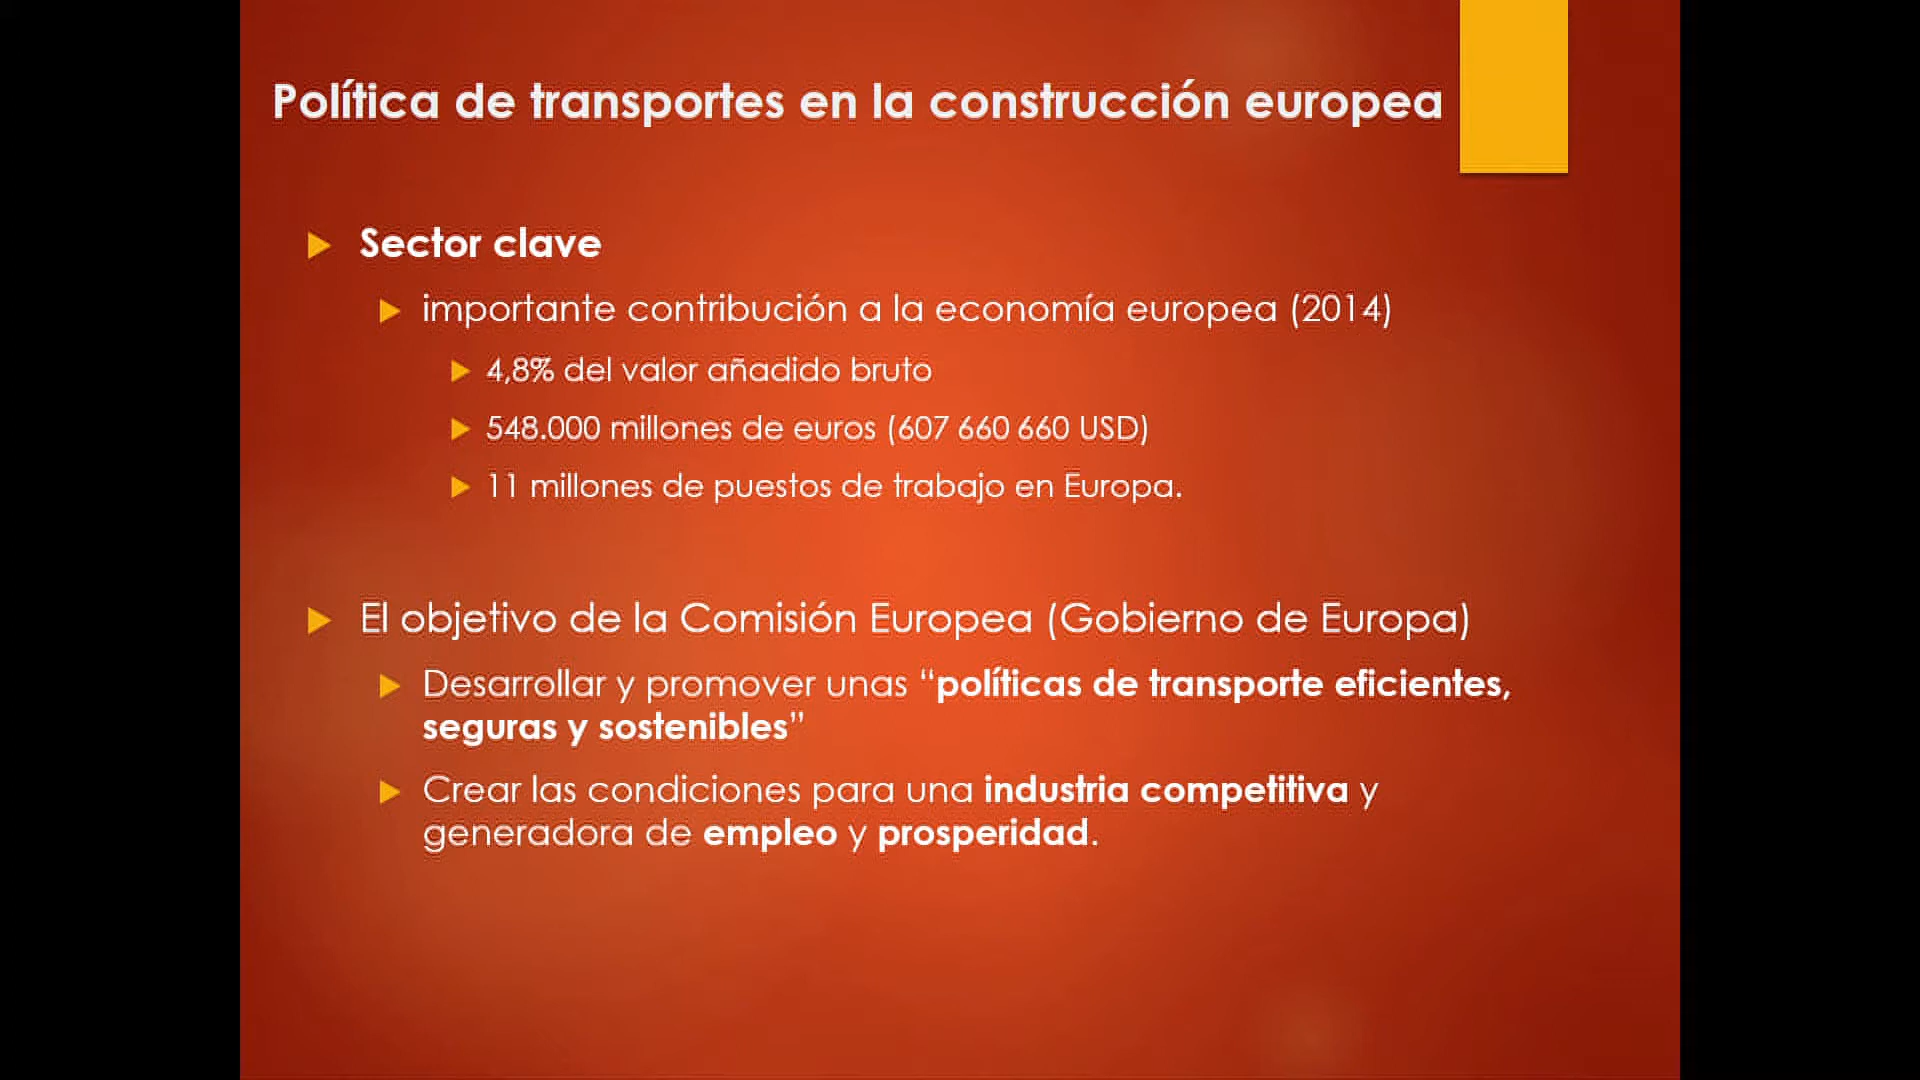 Política de transportes en la construcción europea
Sector clave
importante contribución a la economía europea (2014)
4,8% del valor añadido bruto
548.000 millones de euros (607 660 660 USD)
11 millones de puestos de trabajo en Europa.
El objetivo de la Comisión Europea (Gobierno de Europa)
Desarrollar y promover unas “políticas de transporte eficientes,
seguras y sostenibles”
Crear las condiciones para una industria competitiva y
generadora de empleo y prosperidad.